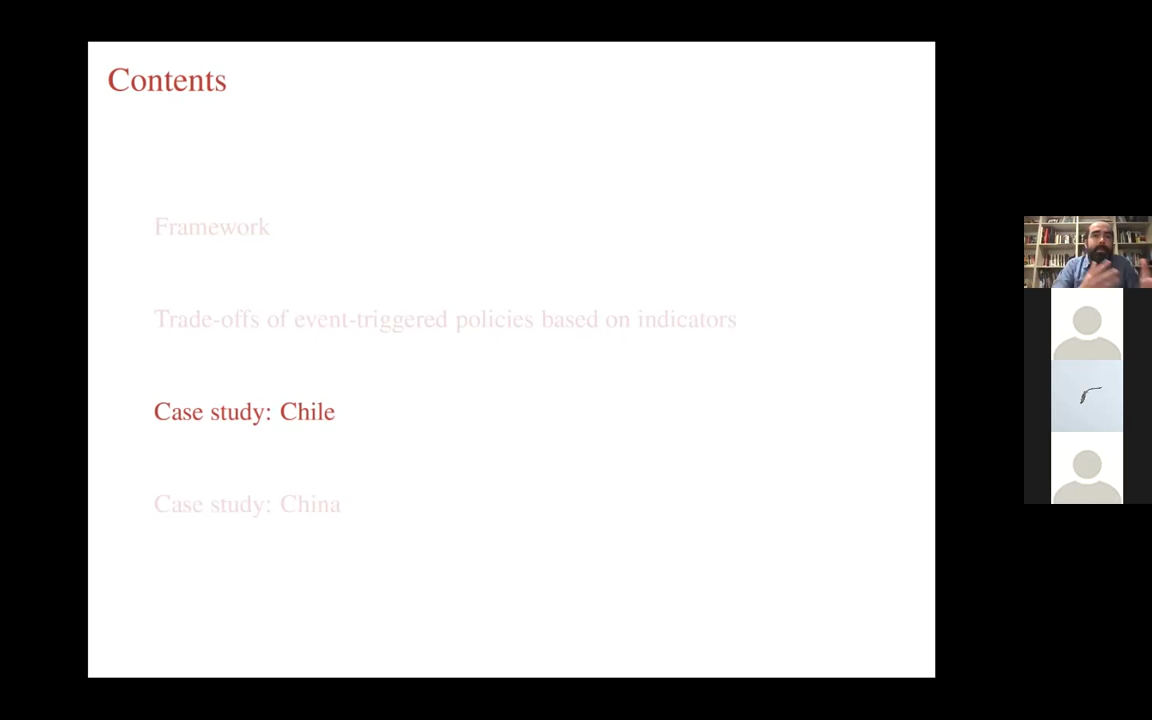 Contents
Framework
Trade-offs of event-triggered policies based on indicators
Case study: Chile
Case study: China